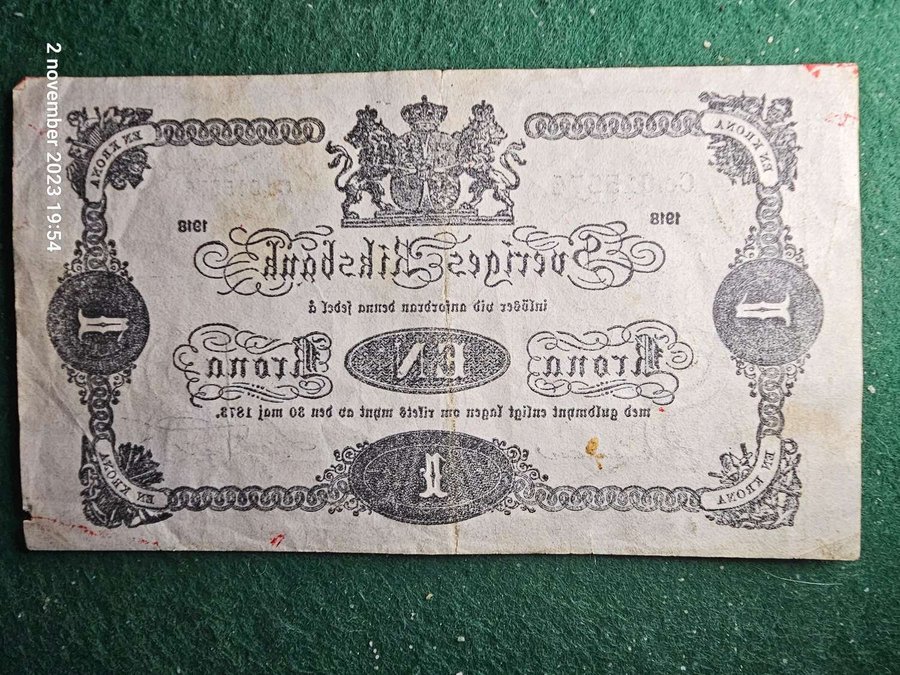 2 november 2023 19:54
EN KRONA EN KRONA
1918 1918
Sveriges Riksbank
inlöser vid anfordran denna sedel å
1 Krona EN Krona 1
med guldmynt enligt lagen om rikets mynt av den 30 maj 1873.
EN KRONA 1 EN KRONA